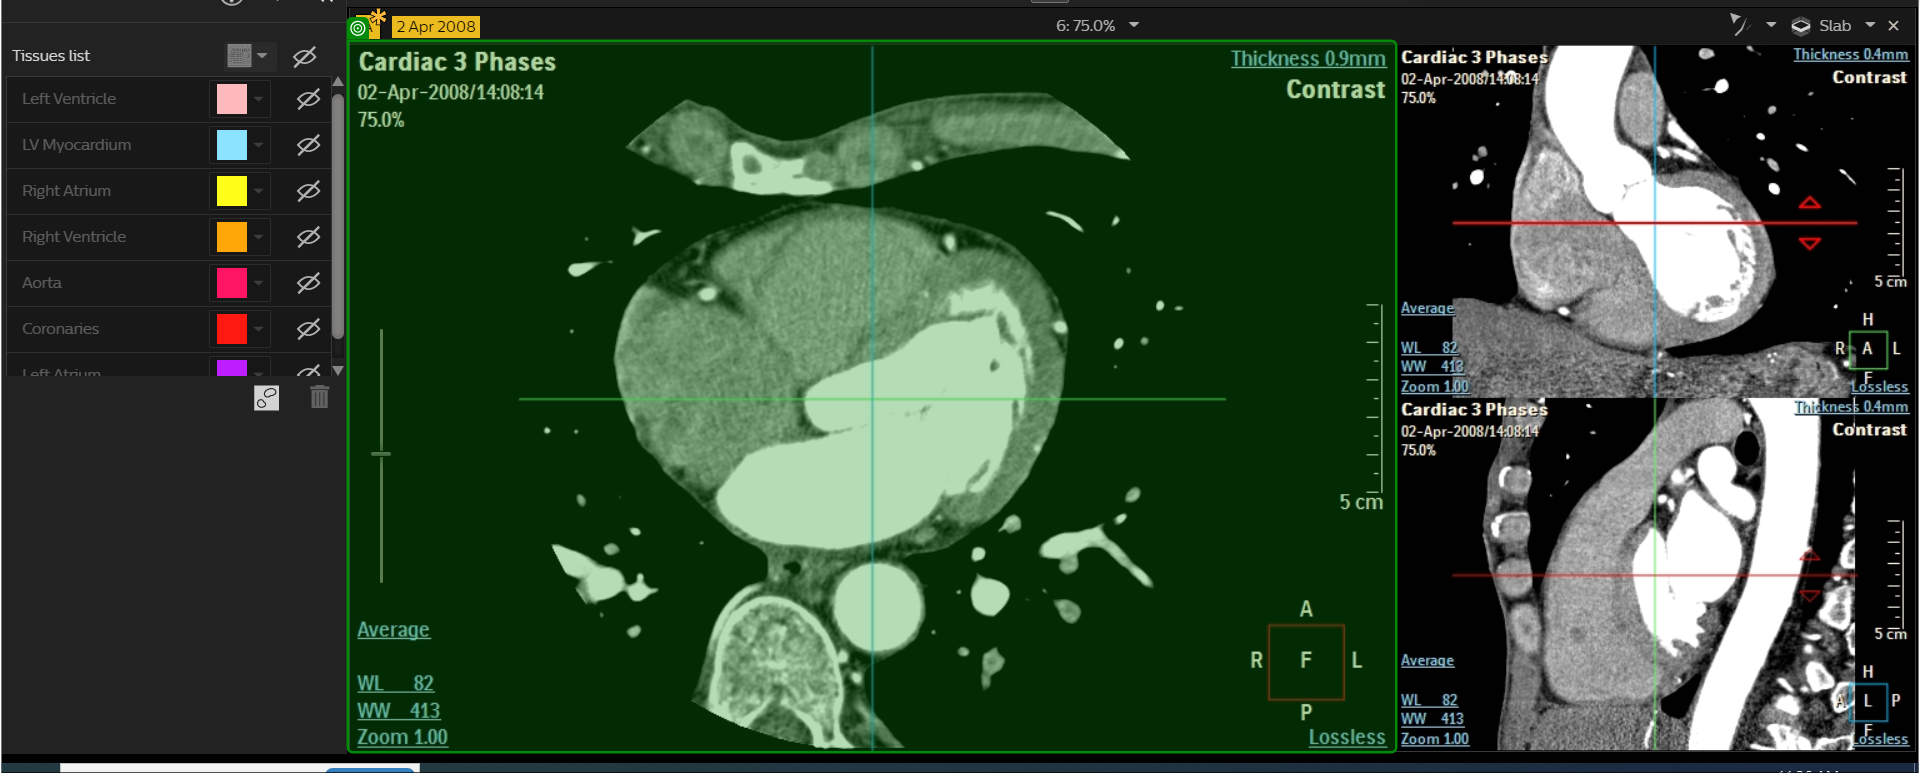 2 Apr 2008
6: 75.0%
Slab
Tissues list
Left Ventricle
LV Myocardium
Right Atrium
Right Ventricle
Aorta
Coronaries
Left Atrium
Cardiac 3 Phases
02-Apr-2008/14:08:14
75.0%
Thickness 0.9mm
Contrast
5 cm
Average
WL 82
WW 413
Zoom 1.00
A
R F L
P
Lossless
Cardiac 3 Phases
02-Apr-2008/14:08:14
75.0%
Thickness 0.4mm
Contrast
5 cm
Average
WL 82
WW 413
Zoom 1.00
H
R A L
F
Lossless
Cardiac 3 Phases
02-Apr-2008/14:08:14
75.0%
Thickness 0.4mm
Contrast
5 cm
Average
WL 82
WW 413
Zoom 1.00
H
A L P
F
Lossless